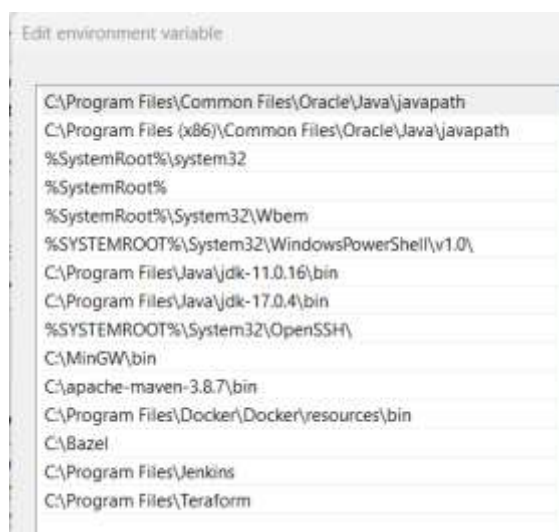 Edit environment variable
C:\Program Files\Common Files\Oracle\Java\javapath
C:\Program Files (x86)\Common Files\Oracle\Java\javapath
%SystemRoot%\system32
%SystemRoot%
%SystemRoot%\System32\Wbem
%SYSTEMROOT%\System32\WindowsPowerShell\v1.0\
C:\Program Files\Java\jdk-11.0.16\bin
C:\Program Files\Java\jdk-17.0.4\bin
%SYSTEMROOT%\System32\OpenSSH\
C:\MinGW\bin
C:\apache-maven-3.8.7\bin
C:\Program Files\Docker\Docker\resources\bin
C:\Bazel
C:\Program Files\Jenkins
C:\Program Files\Teraform